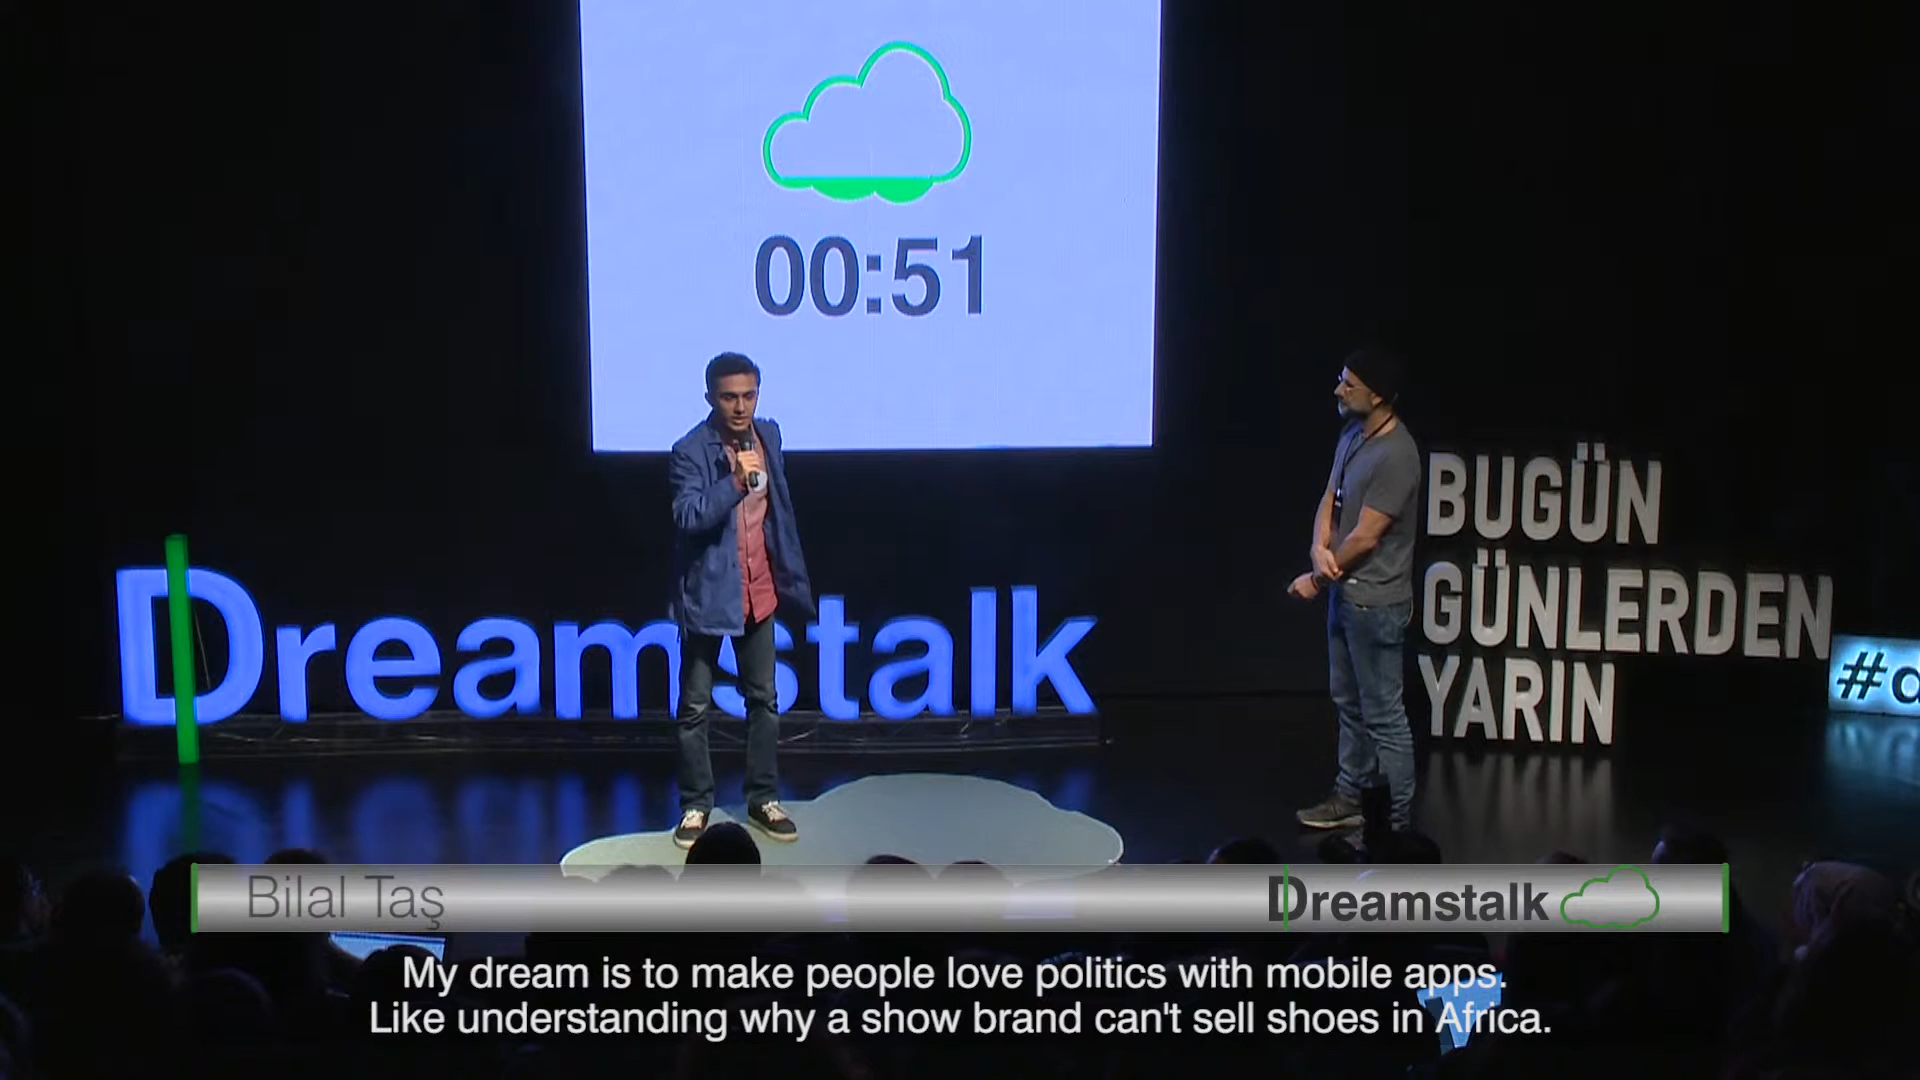 00:51
Dreamstalk
BUGÜN
GÜNLERDEN
YARIN
Bilal Taş
Dreamstalk
My dream is to make people love politics with mobile apps.
Like understanding why a show brand can't sell shoes in Africa.